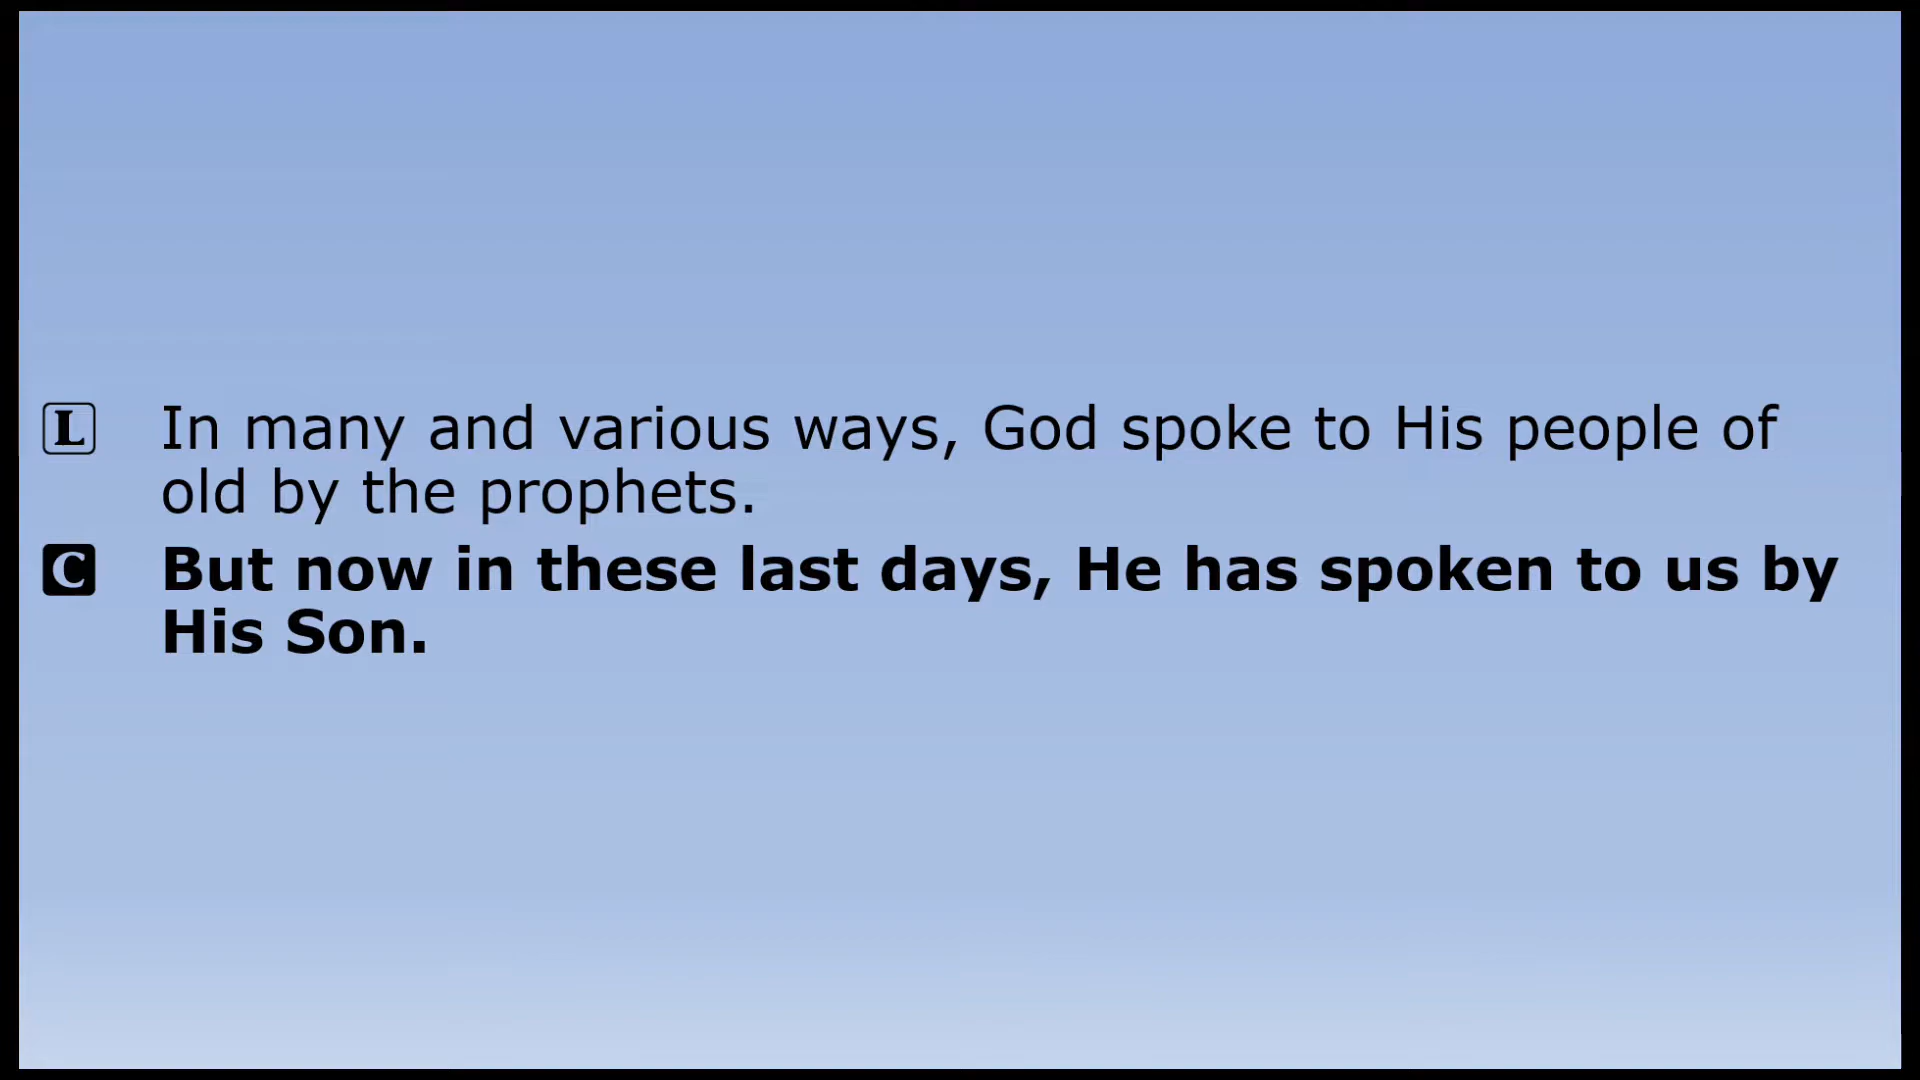 L In many and various ways, God spoke to His people of
old by the prophets.
C But now in these last days, He has spoken to us by
His Son.